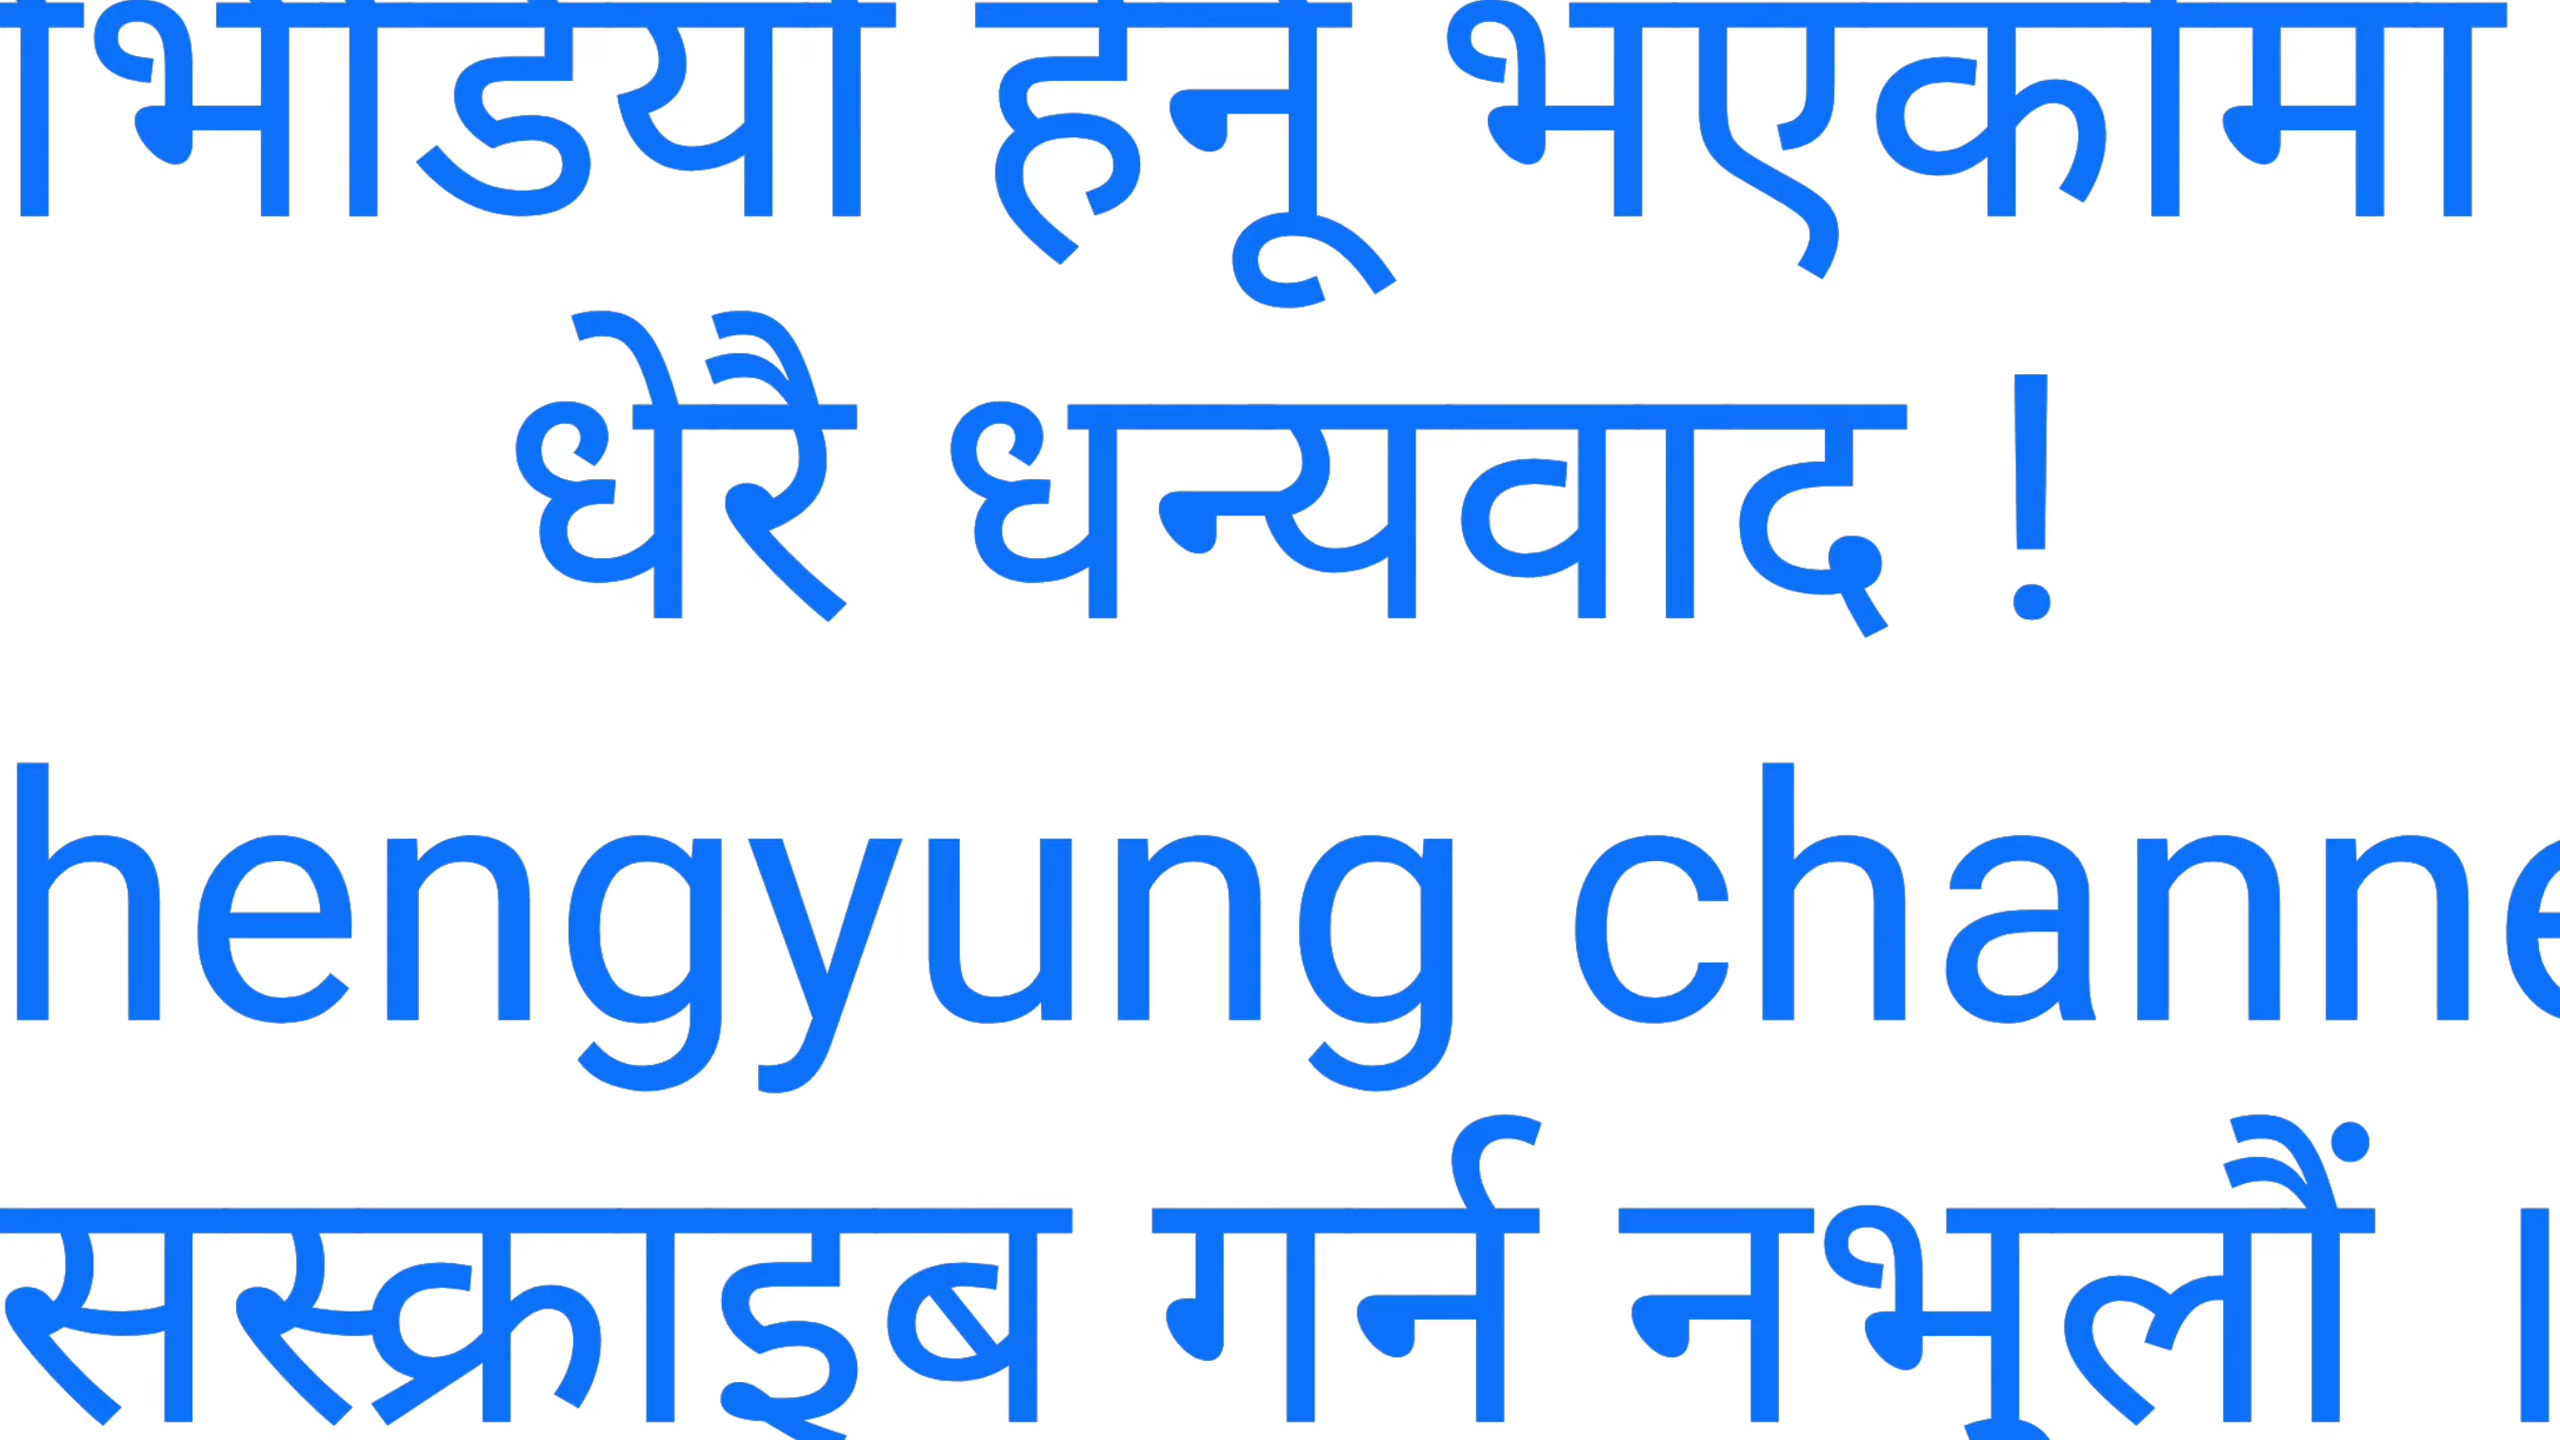 भिडियो हेर्नू भएकोमा
धेरै धन्यवाद !
hengyung channe
सस्क्राइब गर्न नभूलौं ।